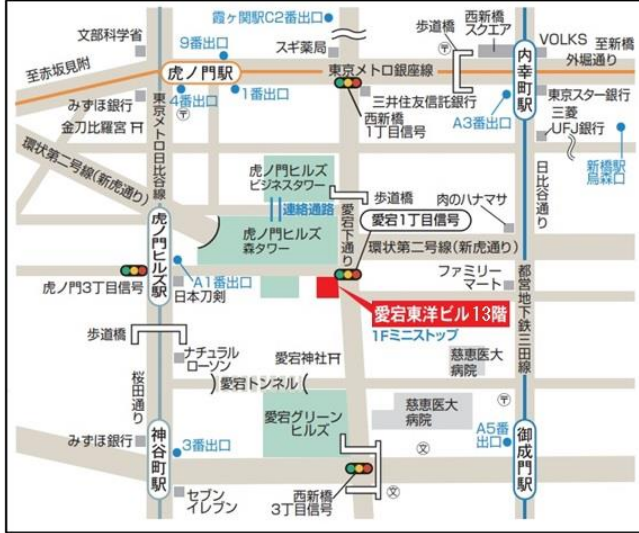 霞ヶ関駅C2番出口
文部科学省
9番出口
スギ薬局
歩道橋
西新橋
スクエア
VOLKS
至新橋
外堀通り
至赤坂見附
虎ノ門駅
東京メトロ銀座線
内幸町駅
みずほ銀行
4番出口
1番出口
三井住友信託銀行
A3番出口
東京スター銀行
金刀比羅宮
西新橋
1丁目信号
三菱
UFJ銀行
環状第二号線(新虎通り)
東京メトロ日比谷線
新橋駅
烏森口
日比谷通り
虎ノ門ヒルズ
ビジネスタワー
歩道橋
肉のハナマサ
連絡通路
愛宕下通り
愛宕1丁目信号
虎ノ門ヒルズ
森タワー
環状第二号線(新虎通り)
虎ノ門ヒルズ駅
A1番出口
虎ノ門3丁目信号
日本刀剣
ファミリー
マート
都営地下鉄三田線
愛宕東洋ビル13階
1Fミニストップ
歩道橋
ナチュラル
ローソン
愛宕神社
慈恵医大
病院
愛宕トンネル
桜田通り
愛宕グリーン
ヒルズ
慈恵医大
病院
みずほ銀行
3番出口
神谷町駅
A5番
出口
御成門駅
セブン
イレブン
西新橋
3丁目信号